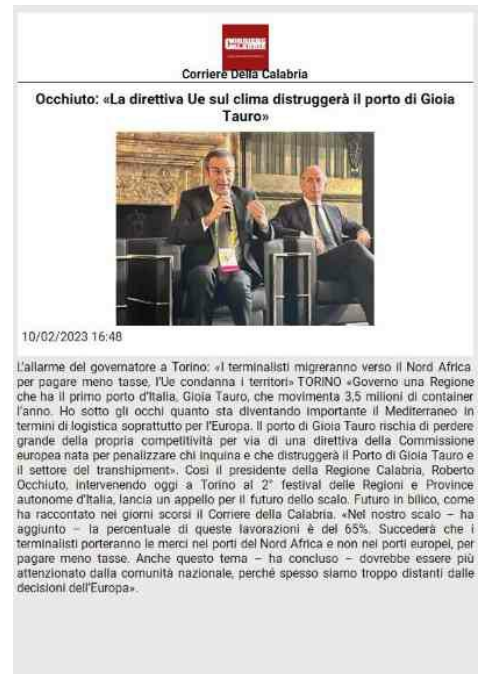 CORRIERE
CALABRIA
Corriere Della Calabria
Occhiuto: «La direttiva Ue sul clima distruggerà il porto di Gioia
Tauro»
10/02/2023 16:48
L'allarme del governatore a Torino: «I terminalisti migreranno verso il Nord Africa
per pagare meno tasse, l'Ue condanna i territori» TORINO «Governo una Regione
che ha il primo porto d'Italia, Gioia Tauro, che movimenta 3,5 milioni di container
l'anno. Ho sotto gli occhi quanto sta diventando importante il Mediterraneo in
termini di logistica soprattutto per l'Europa. Il porto di Gioia Tauro rischia di perdere
grande della propria competitività per via di una direttiva della Commissione
europea nata per penalizzare chi inquina e che distruggerà il Porto di Gioia Tauro e
il settore del transhipment». Così il presidente della Regione Calabria, Roberto
Occhiuto, intervenendo oggi a Torino al 2° festival delle Regioni e Province
autonome d'Italia, lancia un appello per il futuro dello scalo. Futuro in bilico, come
ha raccontato nei giorni scorsi il Corriere della Calabria. «Nel nostro scalo – ha
aggiunto – la percentuale di queste lavorazioni è del 65%. Succederà che i
terminalisti porteranno le merci nei porti del Nord Africa e non nei porti europei, per
pagare meno tasse. Anche questo tema – ha concluso – dovrebbe essere più
attenzionato dalla comunità nazionale, perché spesso siamo troppo distanti dalle
decisioni dell'Europa».